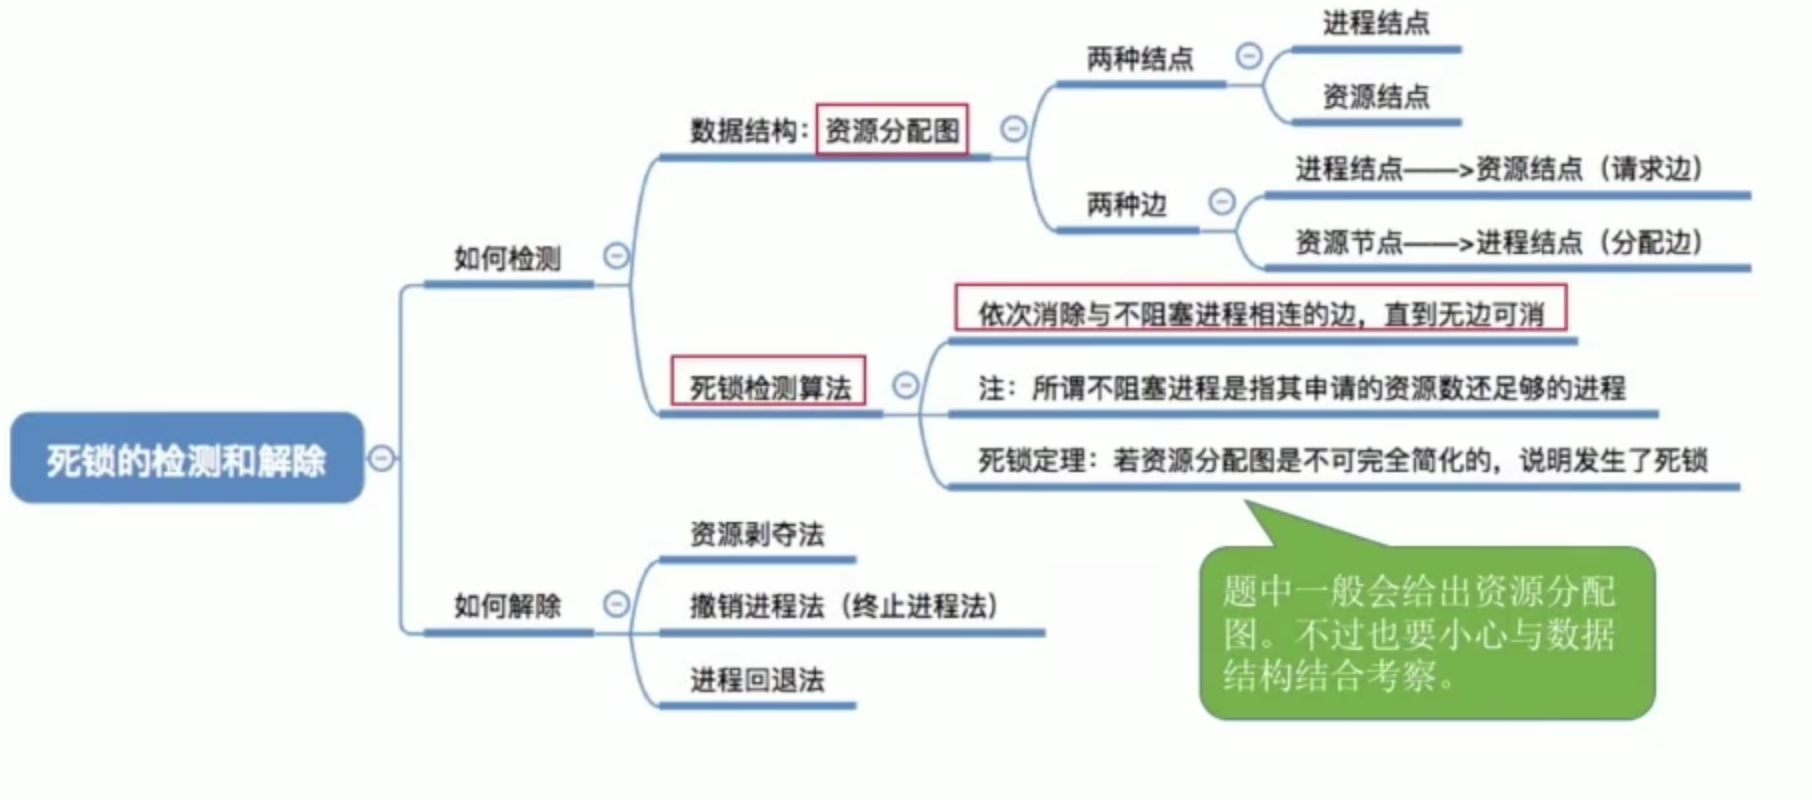 死锁的检测和解除
如何检测
数据结构：资源分配图
两种结点
进程结点
资源结点
两种边
进程结点——>资源结点（请求边）
资源节点——>进程结点（分配边）
死锁检测算法
依次消除与不阻塞进程相连的边，直到无边可消
注：所谓不阻塞进程是指其申请的资源数还足够的进程
死锁定理：若资源分配图是不可完全简化的，说明发生了死锁
如何解除
资源剥夺法
撤销进程法（终止进程法）
进程回退法
题中一般会给出资源分配
图。不过也要小心与数据
结构结合考察。